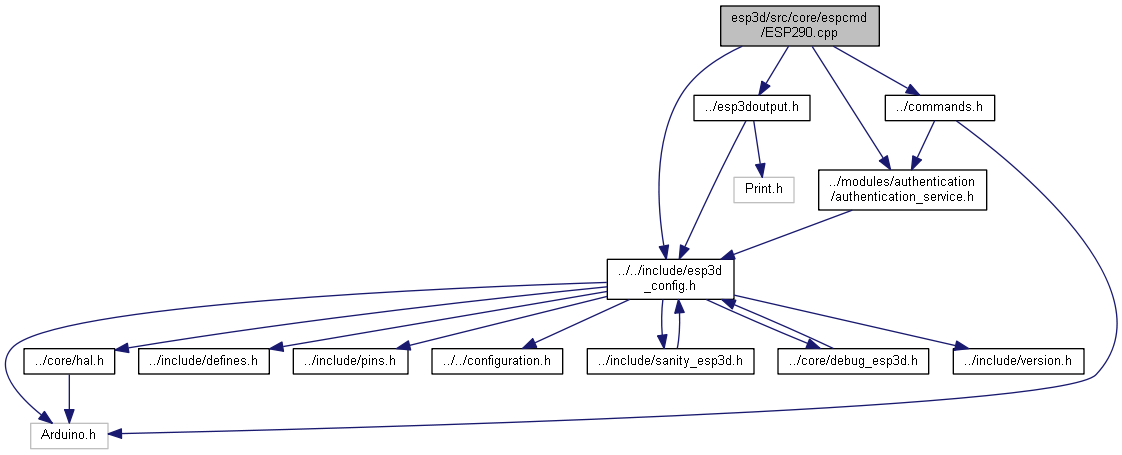 esp3d/src/core/espcmd
/ESP290.cpp
../esp3doutput.h
../commands.h
Print.h
../modules/authentication
/authentication_service.h
../../include/esp3d
_config.h
../core/hal.h
../include/defines.h
../include/pins.h
../../configuration.h
../include/sanity_esp3d.h
../core/debug_esp3d.h
../include/version.h
Arduino.h